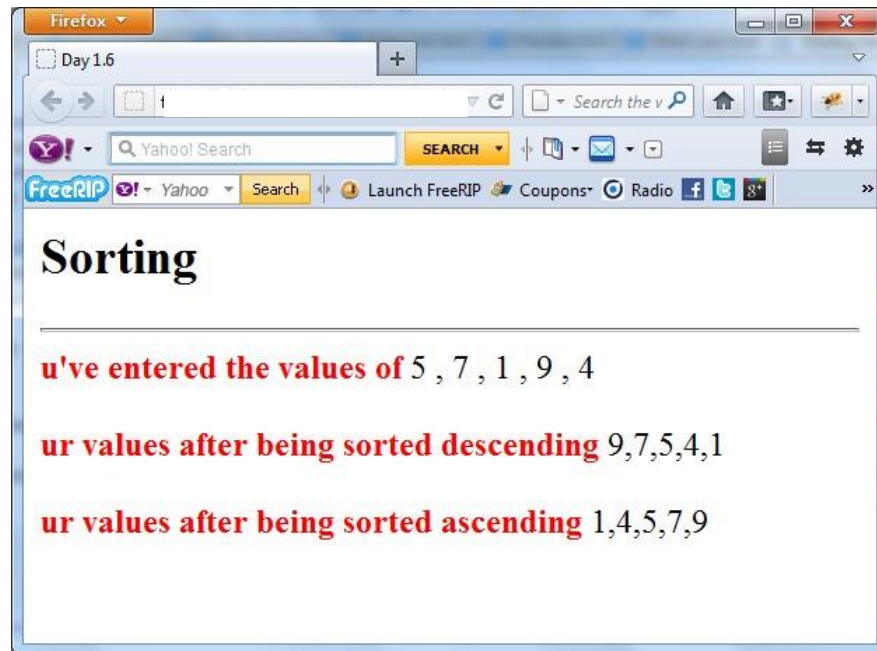 Firefox
Day 1.6
Search the v
Y! Yahoo! Search SEARCH
FreeRIP Y! Yahoo Search Launch FreeRIP Coupons Radio f g+ »
Sorting
u've entered the values of 5 , 7 , 1 , 9 , 4
ur values after being sorted descending 9,7,5,4,1
ur values after being sorted ascending 1,4,5,7,9